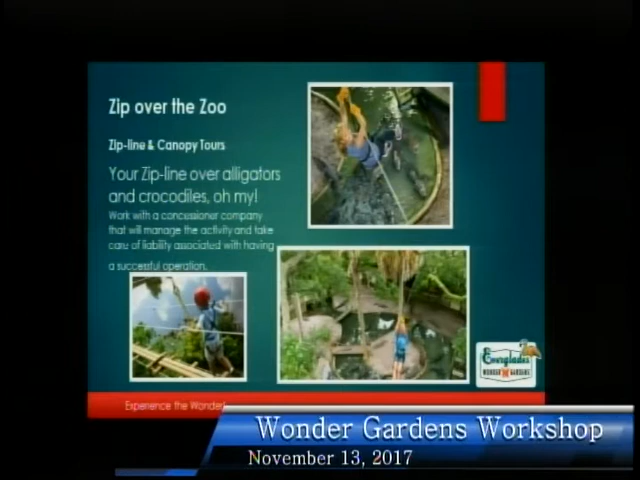 Zip over the Zoo
Zip-line & Canopy Tours
Your Zip-line over alligators
and crocodiles, oh my!
Work with a concessioner company
that will manage the activity and take
care of liability associated with having
a successful operation.
Everglades
WONDER GARDENS
Experience the Wonder!
Wonder Gardens Workshop
November 13, 2017